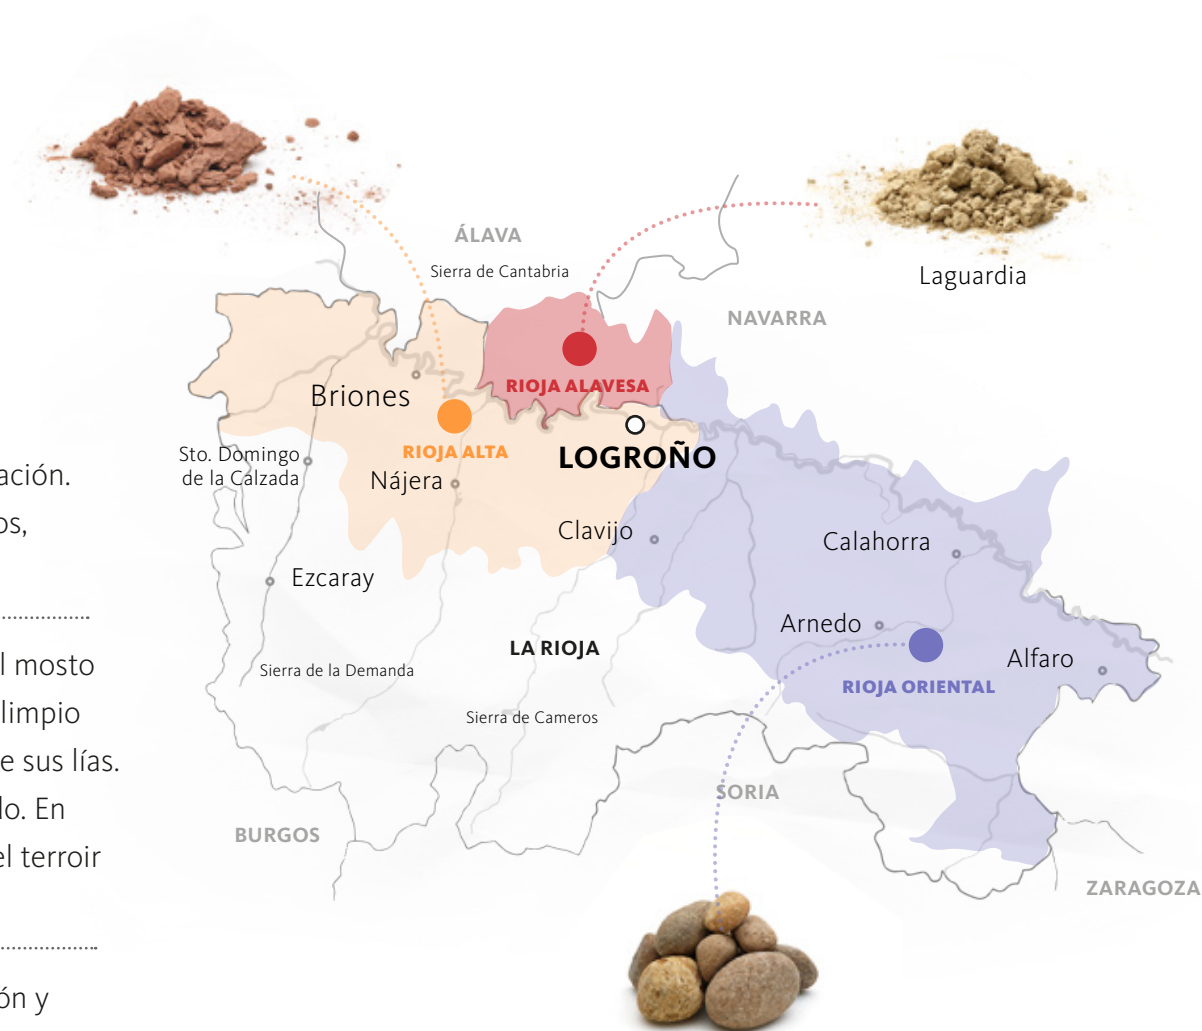 ÁLAVA
Sierra de Cantabria
Laguardia
NAVARRA
RIOJA ALAVESA
Briones
RIOJA ALTA
LOGROÑO
Sto. Domingo
de la Calzada
Nájera
Clavijo
Calahorra
Ezcaray
Arnedo
LA RIOJA
Alfaro
Sierra de la Demanda
RIOJA ORIENTAL
Sierra de Cameros
SORIA
BURGOS
ZARAGOZA
ación.
os,
l mosto
limpio
e sus lías.
lo. En
el terroir
ón y